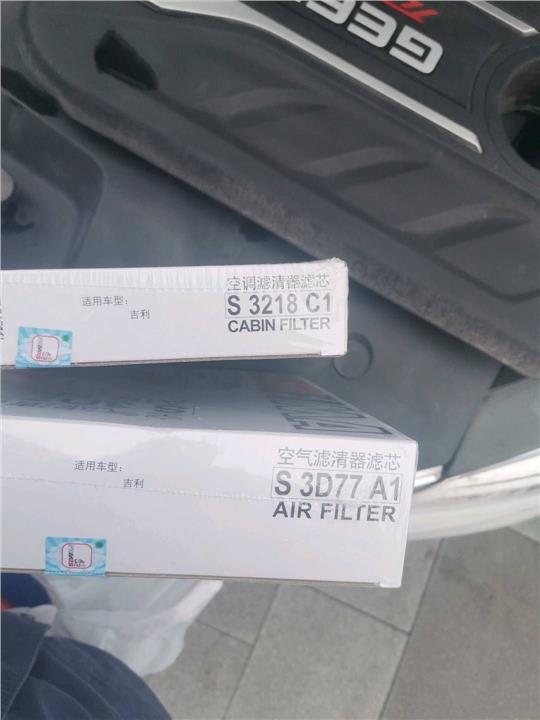 GEE
空调滤清器滤芯
适用车型:
吉利
S 3218 C1
CABIN FILTER
空气滤清器滤芯
适用车型:
吉利
S 3D77 A1
AIR FILTER